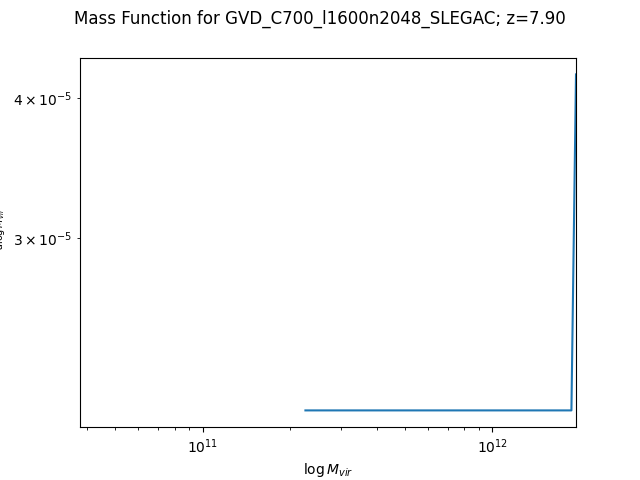 Mass Function for GVD_C700_l1600n2048_SLEGAC; z=7.90
4 × 10⁻⁵
3 × 10⁻⁵
10¹¹ 10¹²
log M_vir